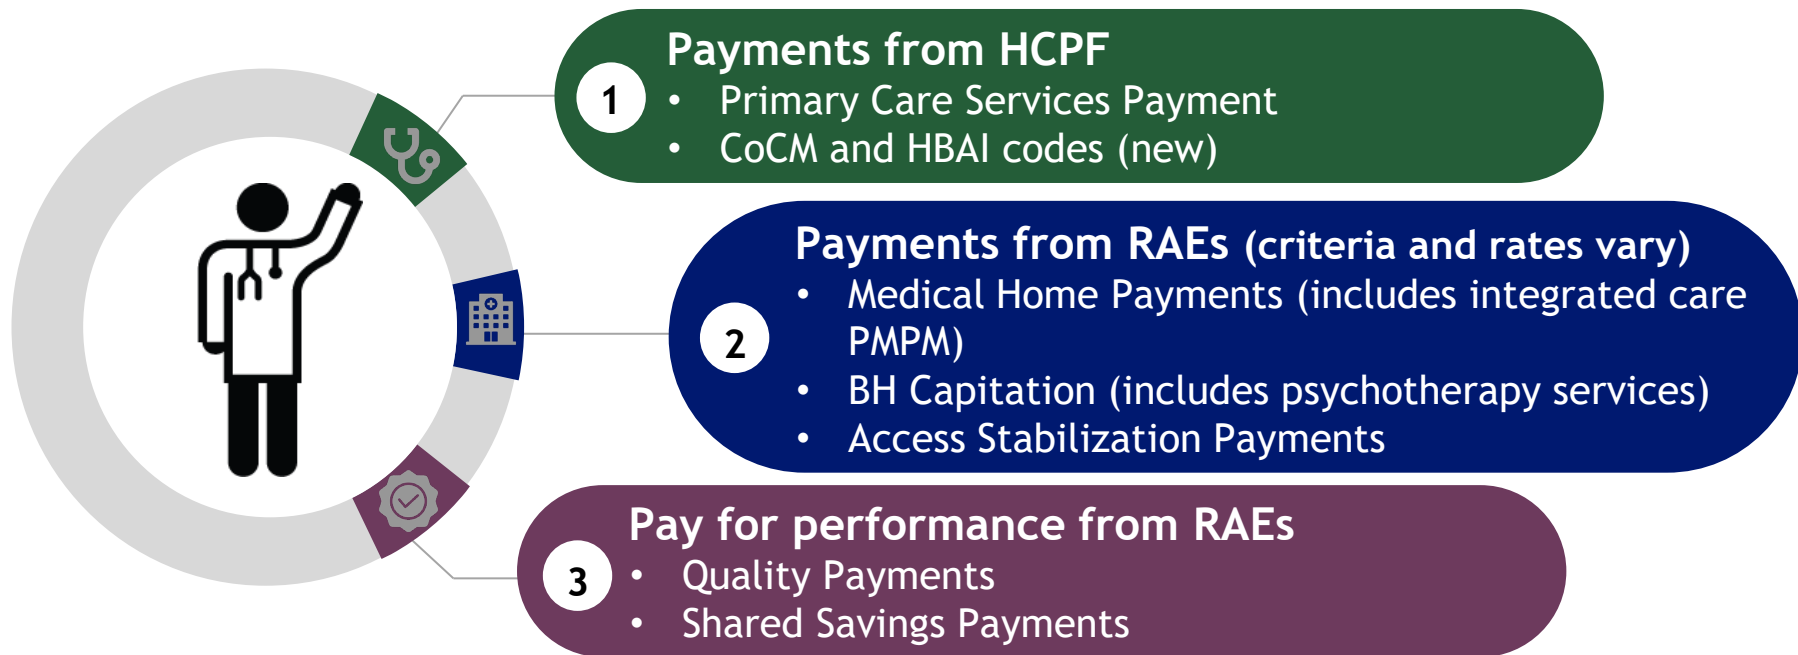 1
Payments from HCPF
• Primary Care Services Payment
• CoCM and HBAI codes (new)
2
Payments from RAEs (criteria and rates vary)
• Medical Home Payments (includes integrated care
PMPM)
• BH Capitation (includes psychotherapy services)
• Access Stabilization Payments
3
Pay for performance from RAEs
• Quality Payments
• Shared Savings Payments